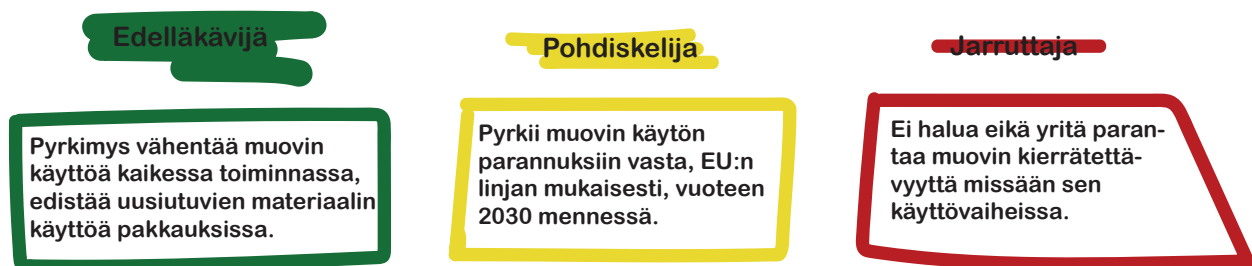 Edelläkävijä
Pohdiskelija
Jarruttaja
Pyrkimys vähentää muovin
käyttöä kaikessa toiminnassa,
edistää uusiutuvien materiaalin
käyttöä pakkauksissa.
Pyrkii muovin käytön
parannuksiin vasta, EU:n
linjan mukaisesti, vuoteen
2030 mennessä.
Ei halua eikä yritä paran-
taa muovin kierrätettä-
vyyttä missään sen
käyttövaiheissa.